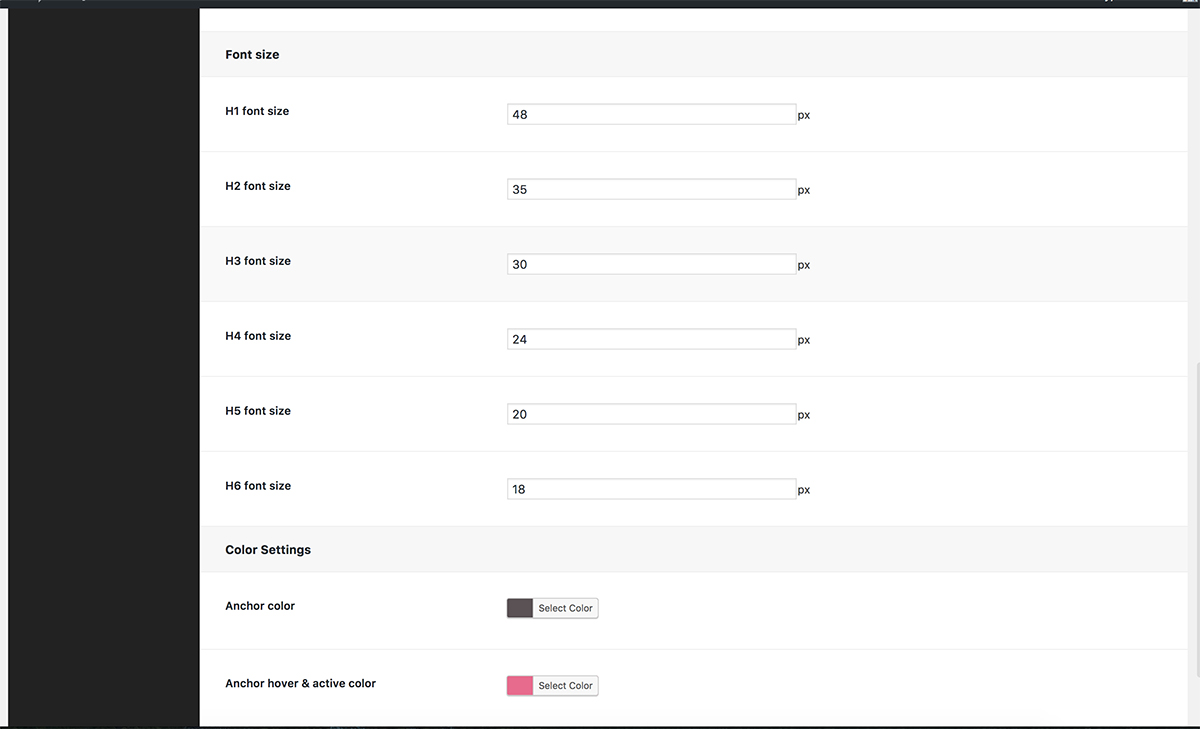 Font size
H1 font size
48 px
H2 font size
35 px
H3 font size
30 px
H4 font size
24 px
H5 font size
20 px
H6 font size
18 px
Color Settings
Anchor color
Select Color
Anchor hover & active color
Select Color